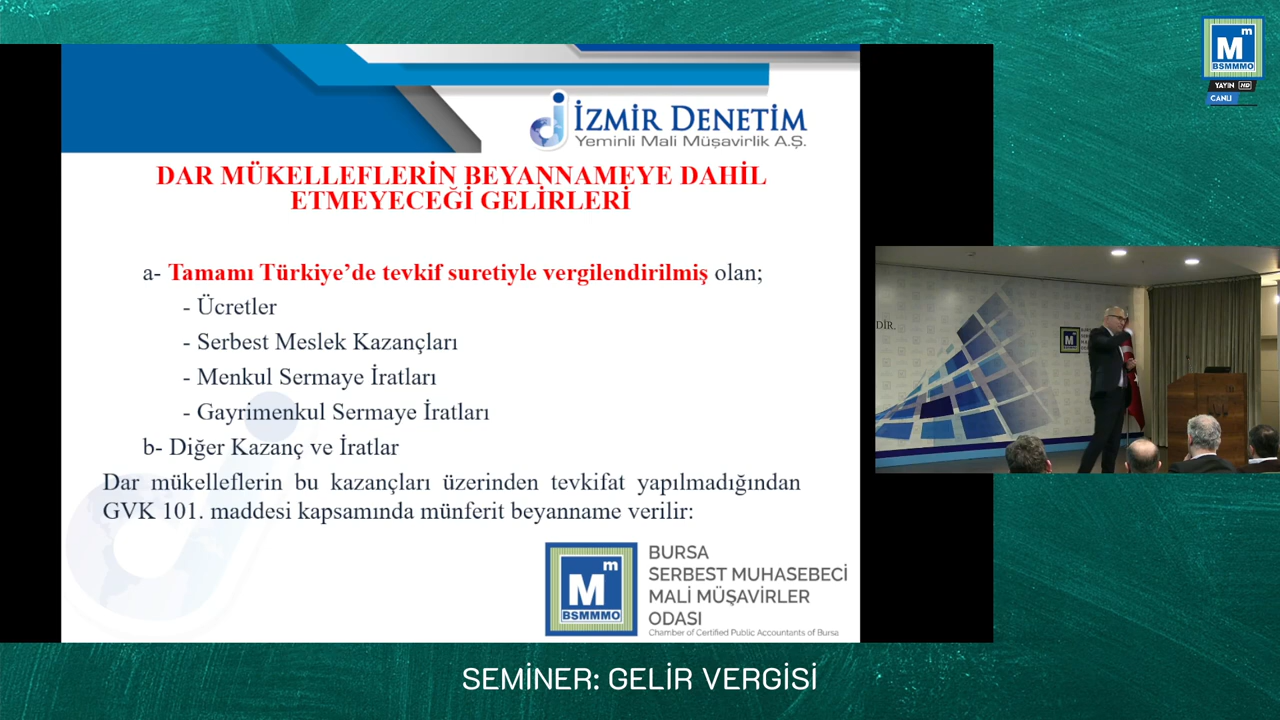 M m
BSMMMO
YAYIN HD
CANLI
İZMİR DENETİM
Yeminli Mali Müşavirlik A.Ş.
DAR MÜKELLEFLERİN BEYANNAMEYE DAHİL
ETMEYECEĞİ GELİRLERİ
a- Tamamı Türkiye’de tevkif suretiyle vergilendirilmiş olan;
- Ücretler
- Serbest Meslek Kazançları
- Menkul Sermaye İratları
- Gayrimenkul Sermaye İratları
b- Diğer Kazanç ve İratlar
Dar mükelleflerin bu kazançları üzerinden tevkifat yapılmadığından
GVK 101. maddesi kapsamında münferit beyanname verilir:
M m
BSMMMO
BURSA
SERBEST MUHASEBECİ
MALİ MÜŞAVİRLER
ODASI
Chamber of Certified Public Accountants of Bursa
DİR.
M
SEMİNER: GELİR VERGİSİ